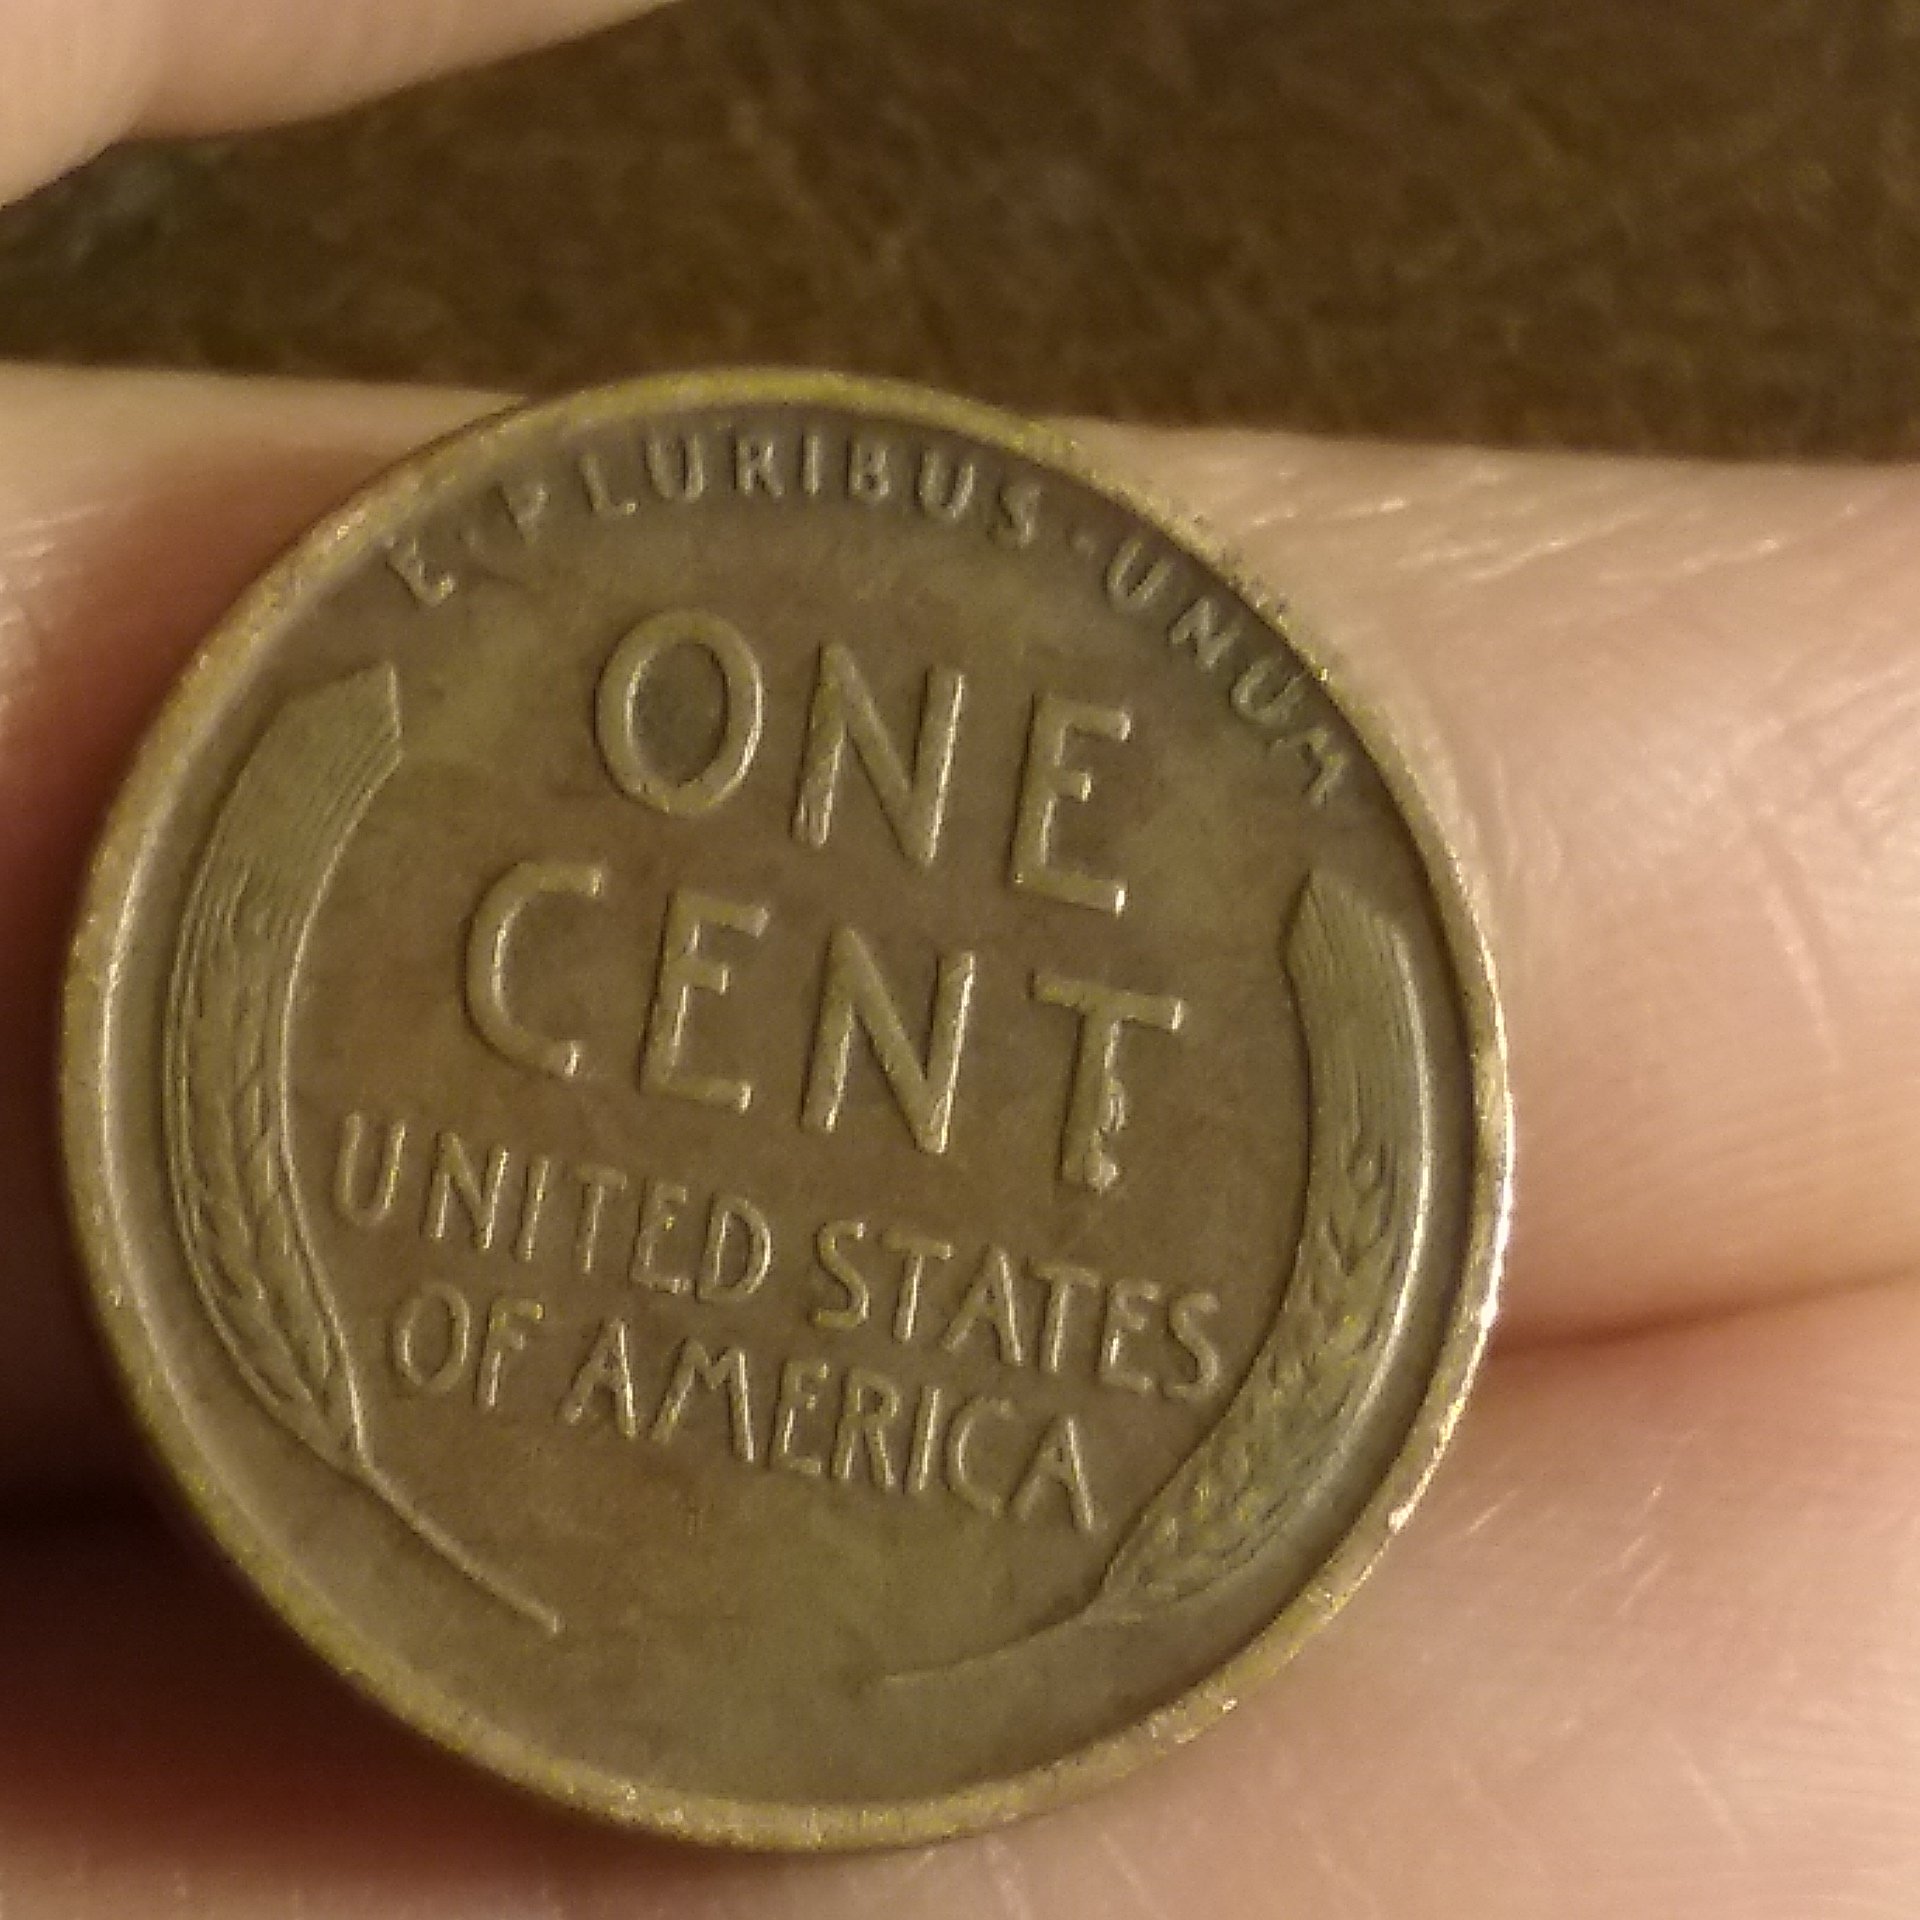 E·PLURIBUS·UNUM
ONE
CENT
UNITED STATES
OF AMERICA